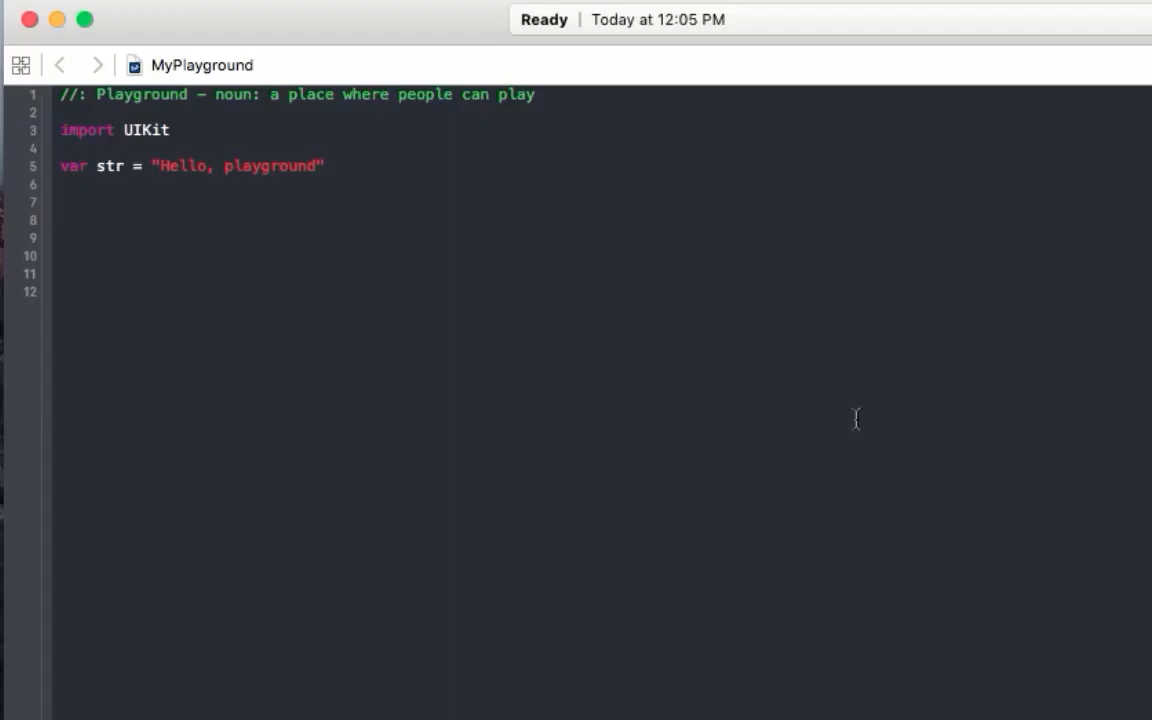 Ready | Today at 12:05 PM
MyPlayground
1 //: Playground – noun: a place where people can play
2
3 import UIKit
4
5 var str = "Hello, playground"
6
7
8
9
10
11
12